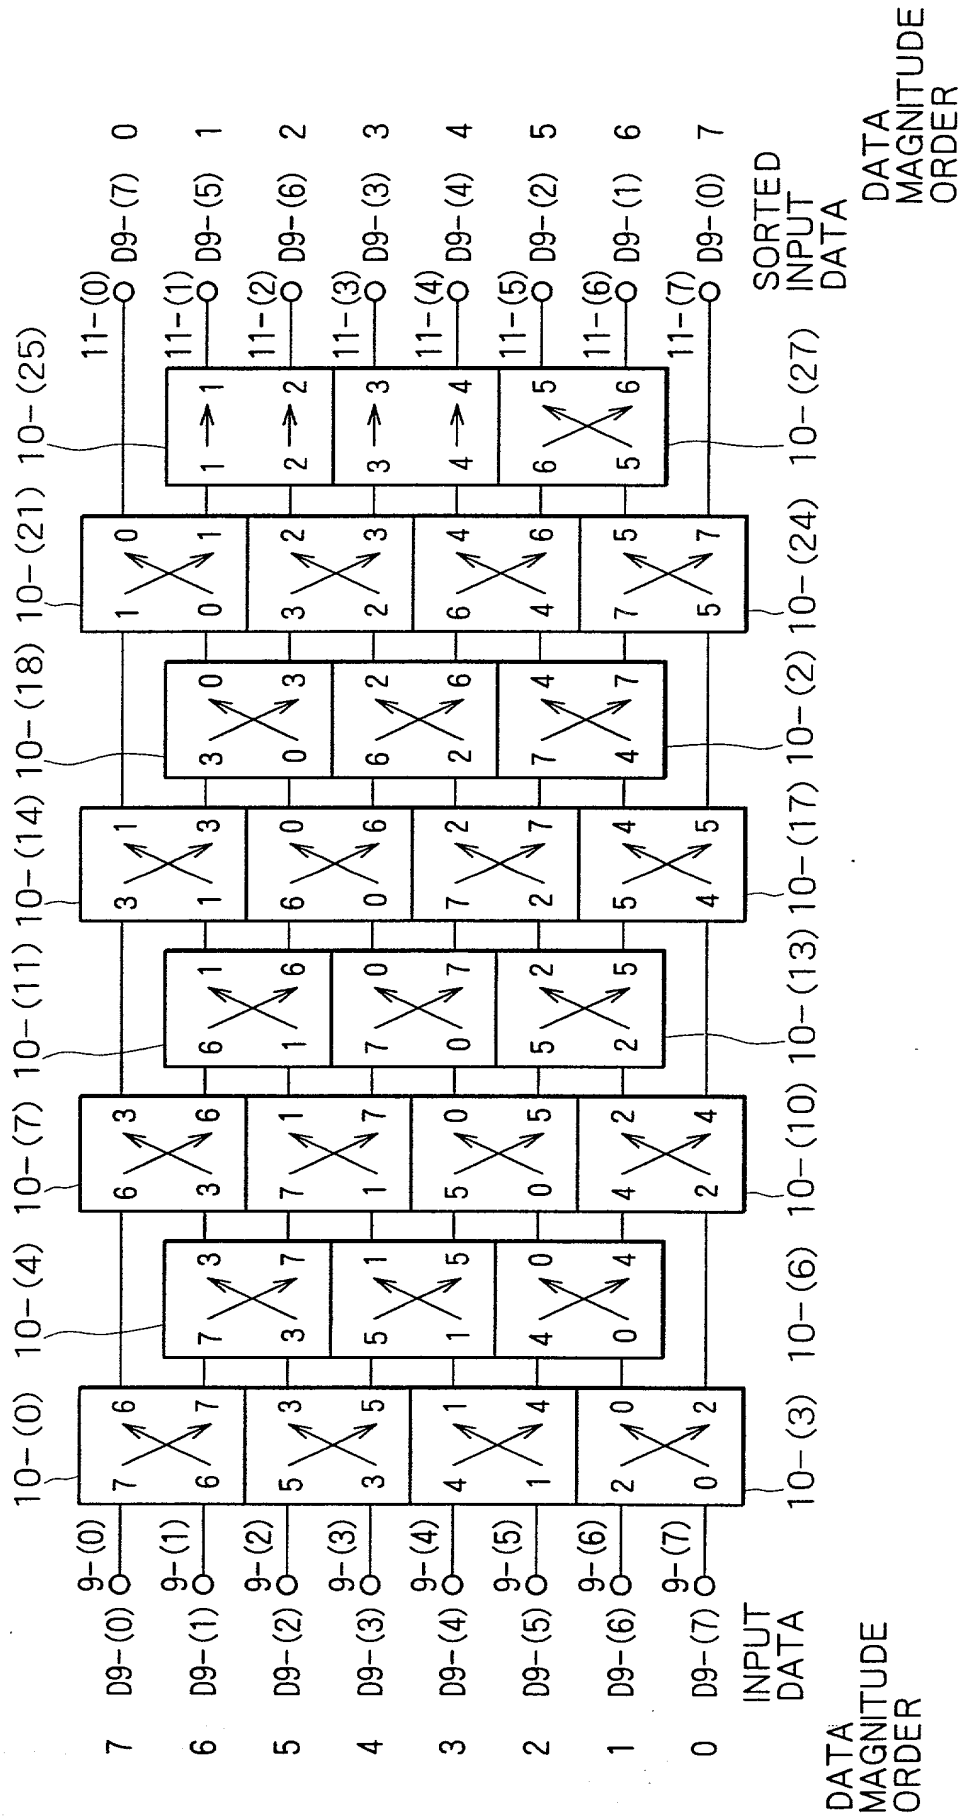 10-(0) 10-(4) 10-(7) 10-(11) 10-(14) 10-(18) 10-(21) 10-(25)
7 D9-(0) 9-(0) 7 6 6 3 3 1 1 0 11-(0) D9-(7) 0
6 D9-(1) 9-(1) 6 7 7 3 3 6 6 1 1 3 3 0 0 1 1 1 11-(1) D9-(5) 1
5 D9-(2) 9-(2) 5 3 3 7 7 1 1 6 6 0 0 3 3 2 2 2 11-(2) D9-(6) 2
4 D9-(3) 9-(3) 3 5 5 1 1 7 7 0 0 6 6 2 2 3 3 3 11-(3) D9-(3) 3
3 D9-(4) 9-(4) 4 1 1 5 5 0 0 7 7 2 2 6 6 4 4 4 11-(4) D9-(4) 4
2 D9-(5) 9-(5) 1 4 4 0 0 5 5 2 2 7 7 4 4 6 6 5 11-(5) D9-(2) 5
1 D9-(6) 9-(6) 2 0 0 4 4 2 2 5 5 4 4 7 7 5 5 6 11-(6) D9-(1) 6
0 D9-(7) 9-(7) 0 2 2 4 4 5 5 7 11-(7) D9-(0) 7
10-(3) 10-(6) 10-(10) 10-(13) 10-(17) 10-(2) 10-(24) 10-(27)
INPUT
DATA
SORTED
INPUT
DATA
DATA
MAGNITUDE
ORDER
DATA
MAGNITUDE
ORDER